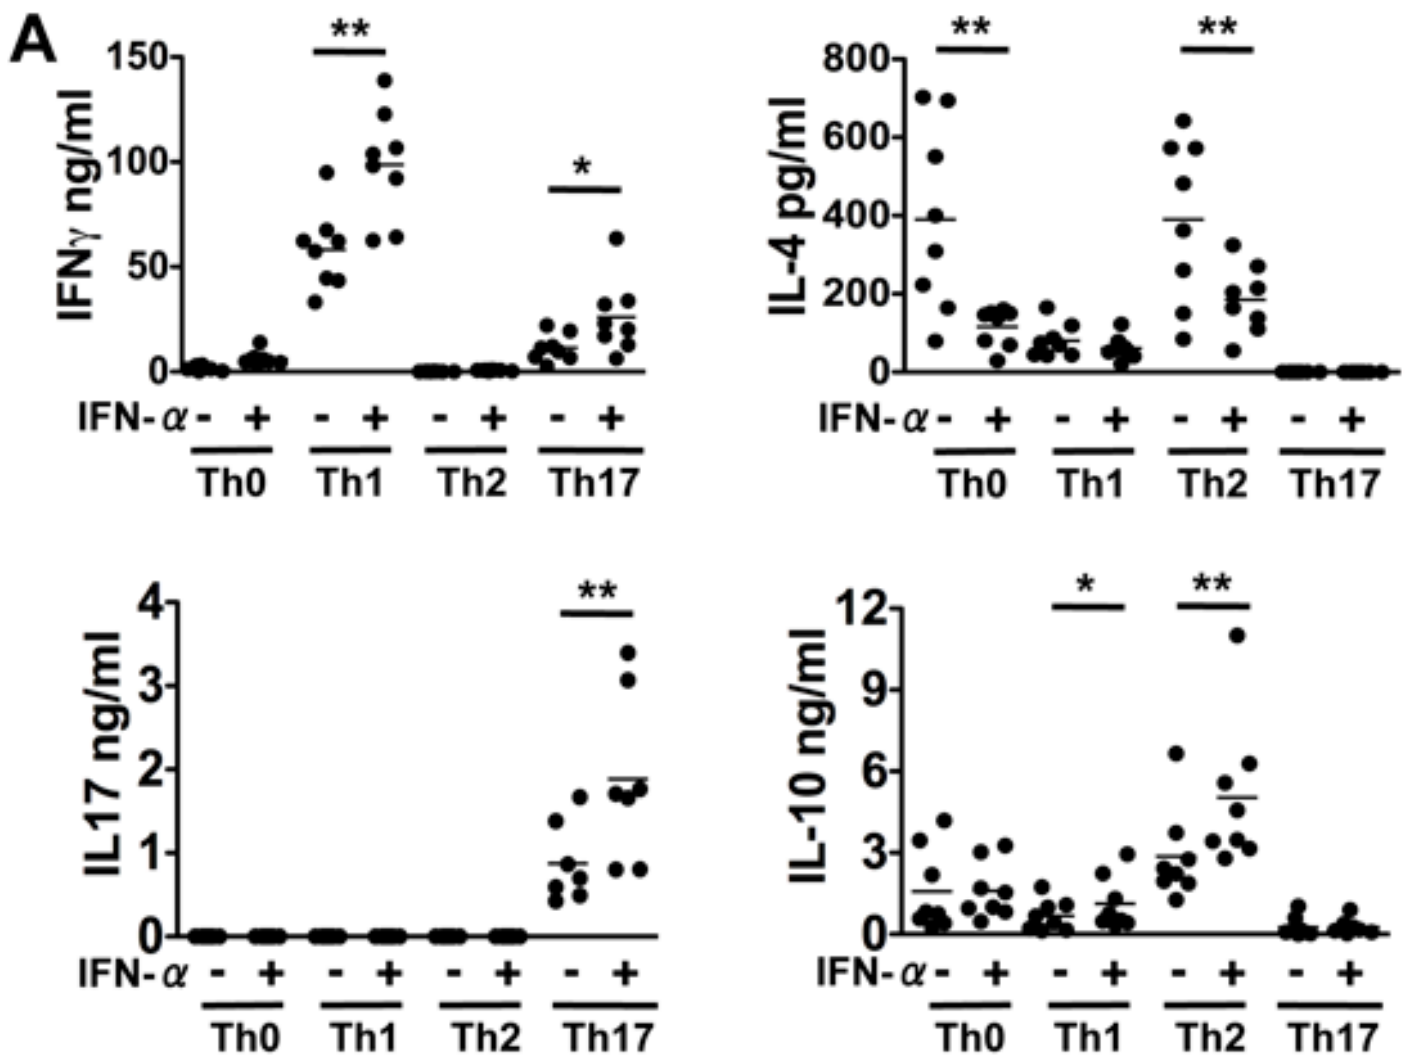 A
**
*
150
100
50
0
IFNγ ng/ml
IFN-α - + - + - + - +
Th0 Th1 Th2 Th17
** **
800
600
400
200
0
IL-4 pg/ml
IFN-α - + - + - + - +
Th0 Th1 Th2 Th17
**
4
3
2
1
0
IL17 ng/ml
IFN-α - + - + - + - +
Th0 Th1 Th2 Th17
* **
12
9
6
3
0
IL-10 ng/ml
IFN-α - + - + - + - +
Th0 Th1 Th2 Th17